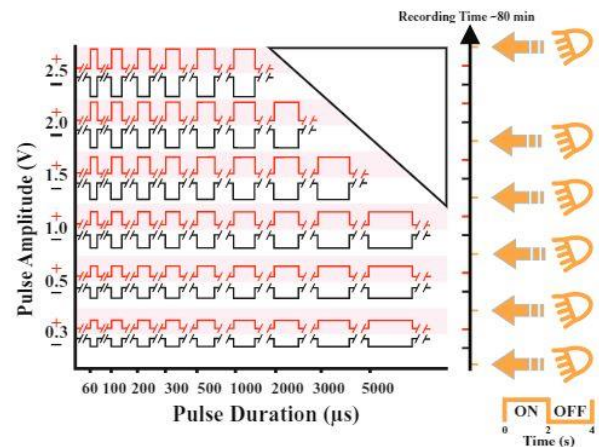 Recording Time ~80 min
Pulse Amplitude (V)
+
2.5
−
+
2.0
−
+
1.5
−
+
1.0
−
+
0.5
−
+
0.3
−
60 100 200 300 500 1000 2000 3000 5000
Pulse Duration (µs)
ON OFF
0 2 4
Time (s)